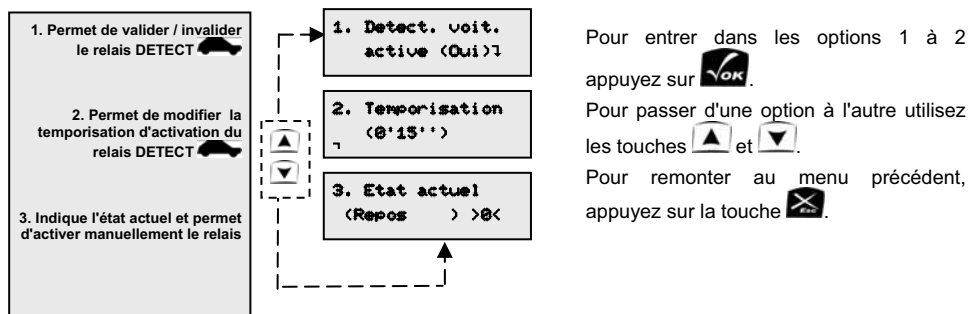 1. Permet de valider / invalider
le relais DETECT
2. Permet de modifier la
temporisation d'activation du
relais DETECT
3. Indique l'état actuel et permet
d'activer manuellement le relais
1. Detect. voit.
active (Oui)
2. Temporisation
(0'15'')
3. Etat actuel
(Repos ) >0<
Pour entrer dans les options 1 à 2
appuyez sur OK.
Pour passer d'une option à l'autre utilisez
les touches et .
Pour remonter au menu précédent,
appuyez sur la touche Esc.